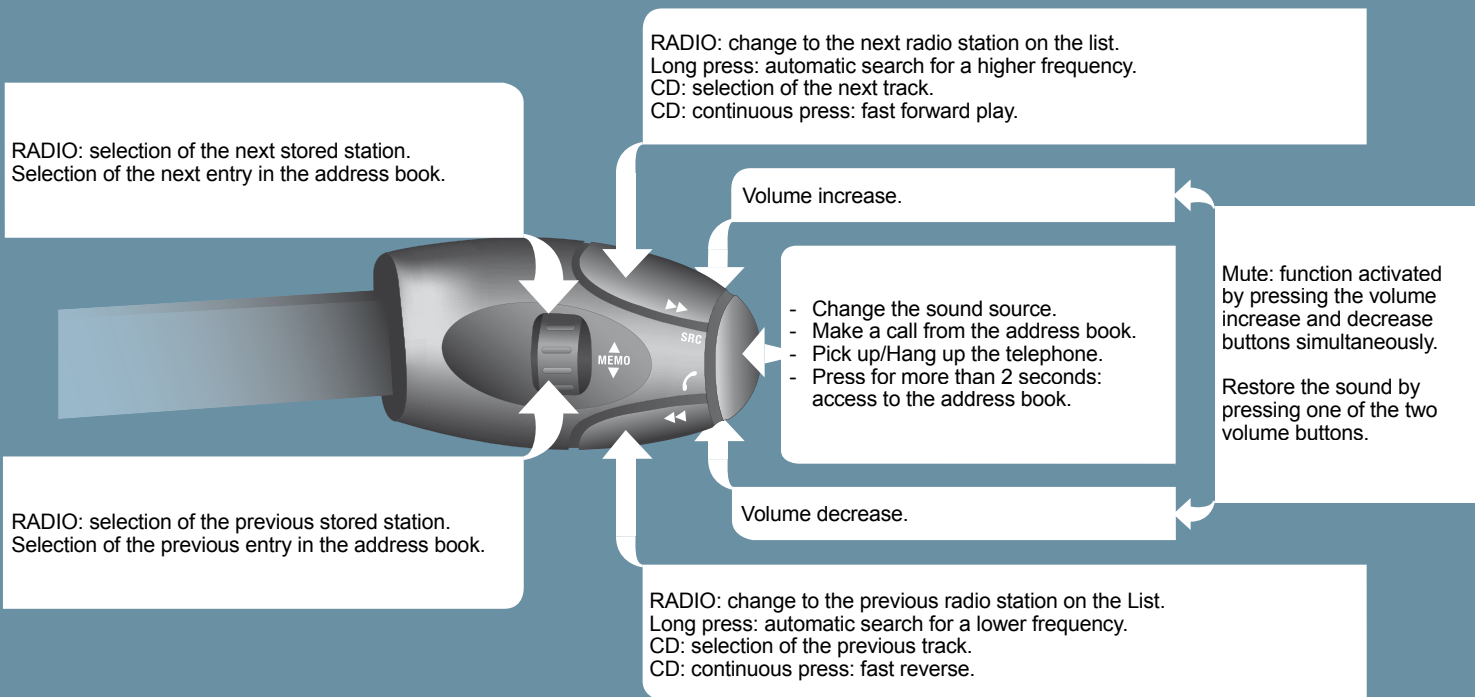 RADIO: change to the next radio station on the list.
Long press: automatic search for a higher frequency.
CD: selection of the next track.
CD: continuous press: fast forward play.
RADIO: selection of the next stored station.
Selection of the next entry in the address book.
Volume increase.
- Change the sound source.
- Make a call from the address book.
- Pick up/Hang up the telephone.
- Press for more than 2 seconds:
access to the address book.
Mute: function activated
by pressing the volume
increase and decrease
buttons simultaneously.
Restore the sound by
pressing one of the two
volume buttons.
SRC
MEMO
RADIO: selection of the previous stored station.
Selection of the previous entry in the address book.
Volume decrease.
RADIO: change to the previous radio station on the List.
Long press: automatic search for a lower frequency.
CD: selection of the previous track.
CD: continuous press: fast reverse.